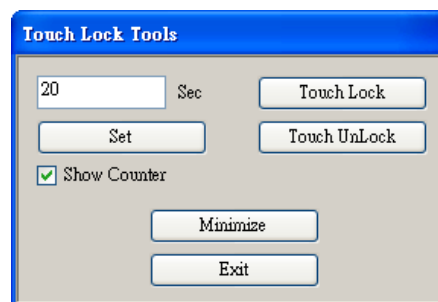 Touch Lock Tools
20 Sec Touch Lock
Set Touch UnLock
Show Counter
Minimize
Exit